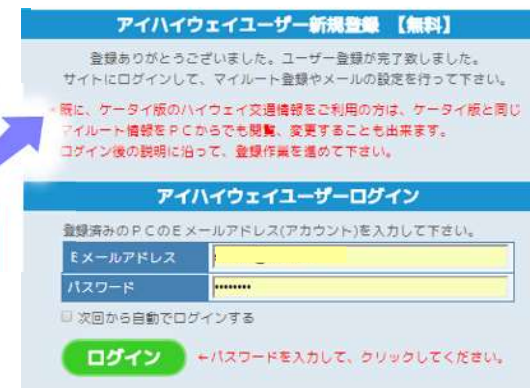 アイハイウェイユーザー新規登録 【無料】
登録ありがとうございました。ユーザー登録が完了致しました。
サイトにログインして、マイルート登録やメールの設定を行って下さい。
*既に、ケータイ版のハイウェイ交通情報をご利用の方は、ケータイ版と同じ
マイルート情報をPCからでも閲覧、変更することも出来ます。
ログイン後の説明に沿って、登録作業を進めて下さい。
アイハイウェイユーザーログイン
登録済みのPCのEメールアドレス(アカウント)を入力して下さい。
Eメールアドレス
パスワード ••••••••
次回から自動でログインする
ログイン ←パスワードを入力して、クリックしてください。